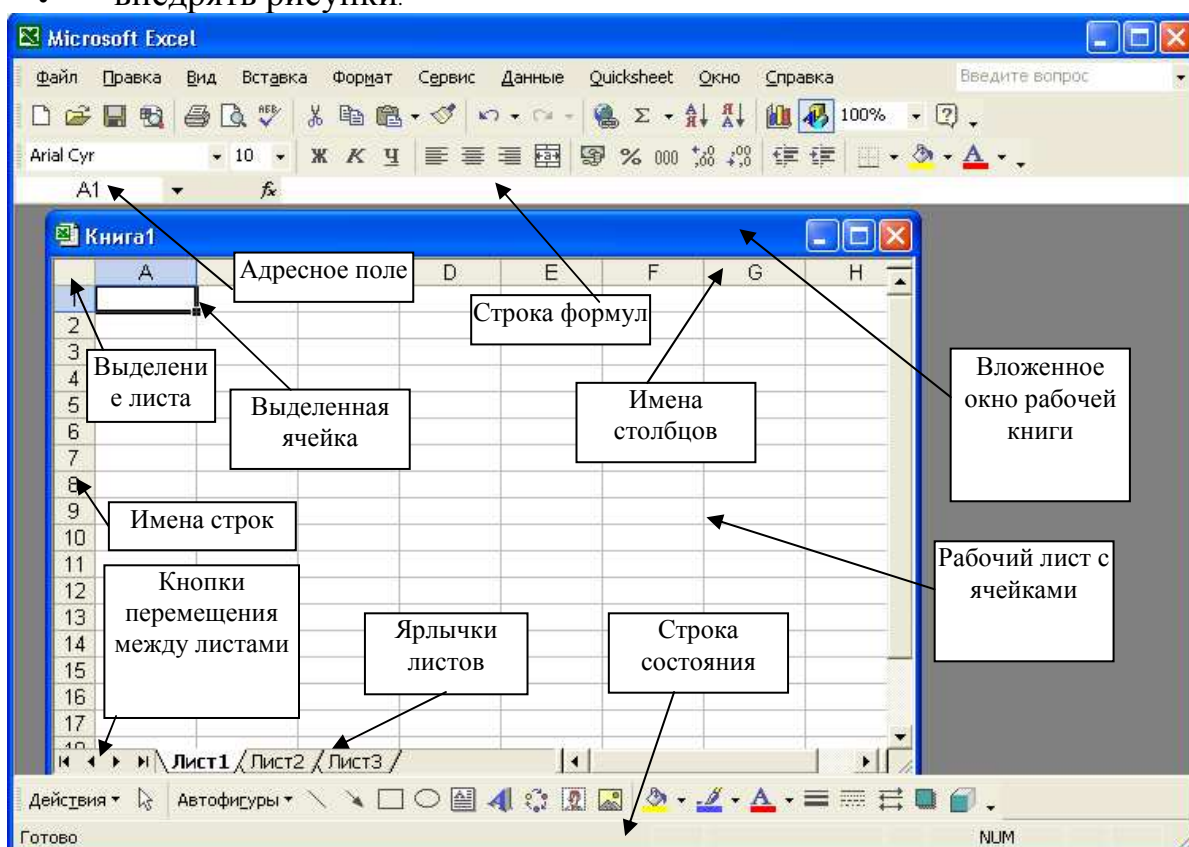 • внедрять рисунки.
Microsoft Excel
Файл Правка Вид Вставка Формат Сервис Данные Quicksheet Окно Справка Введите вопрос
100%
Arial Cyr 10 Ж К Ч % 000
A1 fx
Книга1
A D E F G H
Адресное поле
Строка формул
1
2
3
4
5
6
7
8
9
10
11
12
13
14
15
16
17
18
Выделени
е листа
Выделенная
ячейка
Имена
столбцов
Вложенное
окно рабочей
книги
Имена строк
Рабочий лист с
ячейками
Кнопки
перемещения
между листами
Ярлычки
листов
Строка
состояния
Лист1 Лист2 Лист3
Действия Автофигуры
Готово NUM